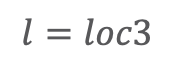 l = loc3